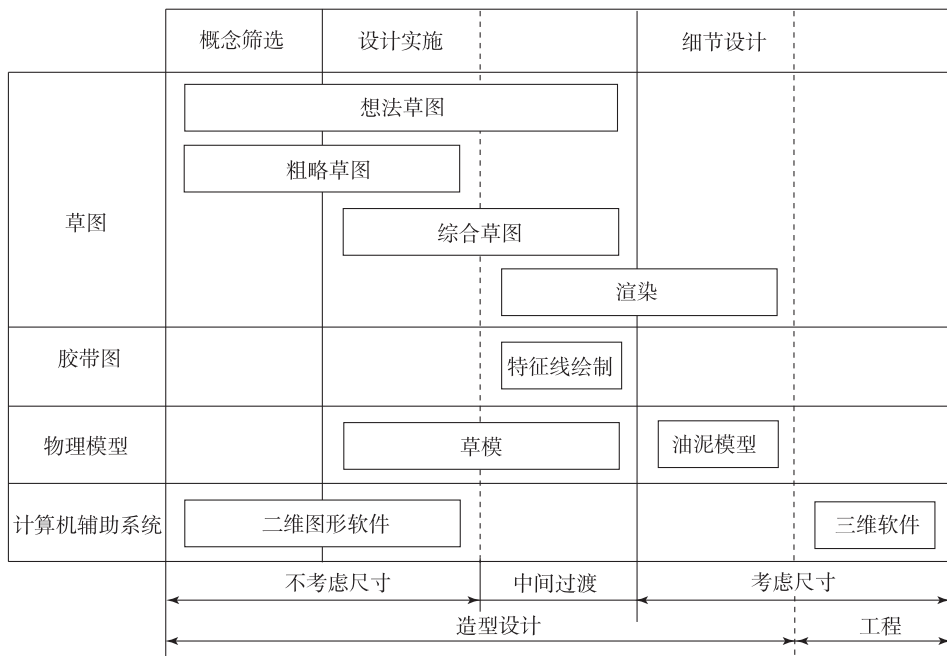 概念筛选
设计实施
细节设计
草图
想法草图
粗略草图
综合草图
渲染
胶带图
特征线绘制
物理模型
草模
油泥模型
计算机辅助系统
二维图形软件
三维软件
不考虑尺寸
中间过渡
考虑尺寸
造型设计
工程